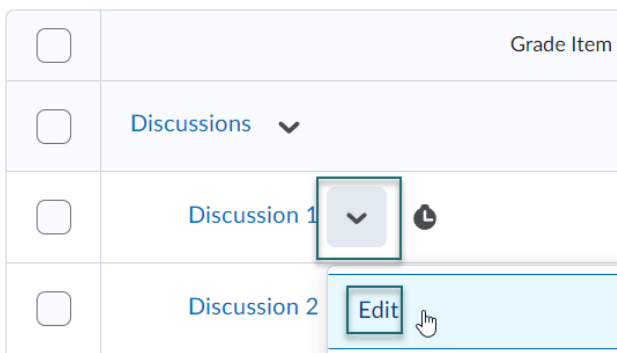 Grade Item
Discussions
Discussion 1
Discussion 2
Edit